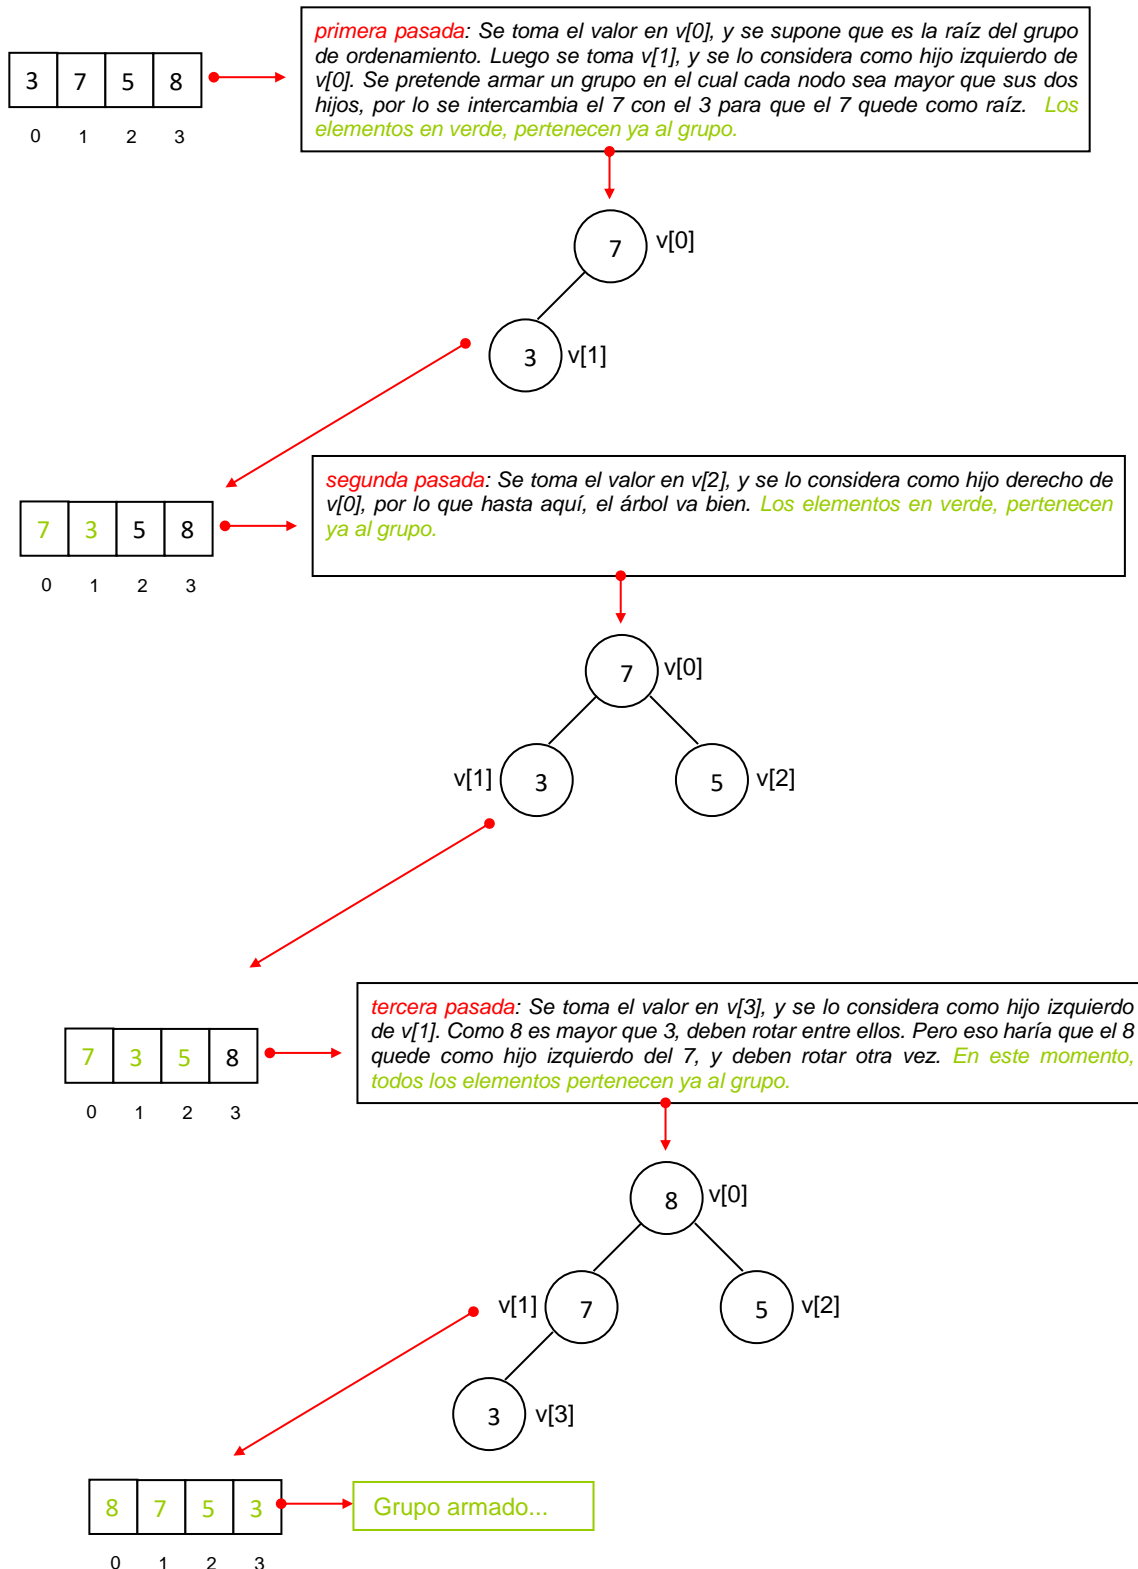 primera pasada: Se toma el valor en v[0], y se supone que es la raíz del grupo
de ordenamiento. Luego se toma v[1], y se lo considera como hijo izquierdo de
v[0]. Se pretende armar un grupo en el cual cada nodo sea mayor que sus dos
hijos, por lo se intercambia el 7 con el 3 para que el 7 quede como raíz. Los
elementos en verde, pertenecen ya al grupo.
3 7 5 8
0 1 2 3
7 v[0]
3 v[1]
segunda pasada: Se toma el valor en v[2], y se lo considera como hijo derecho de
v[0], por lo que hasta aquí, el árbol va bien. Los elementos en verde, pertenecen
ya al grupo.
7 3 5 8
0 1 2 3
7 v[0]
v[1] 3 5 v[2]
tercera pasada: Se toma el valor en v[3], y se lo considera como hijo izquierdo
de v[1]. Como 8 es mayor que 3, deben rotar entre ellos. Pero eso haría que el 8
quede como hijo izquierdo del 7, y deben rotar otra vez. En este momento,
todos los elementos pertenecen ya al grupo.
7 3 5 8
0 1 2 3
8 v[0]
v[1] 7 5 v[2]
3 v[3]
8 7 5 3 Grupo armado...
0 1 2 3